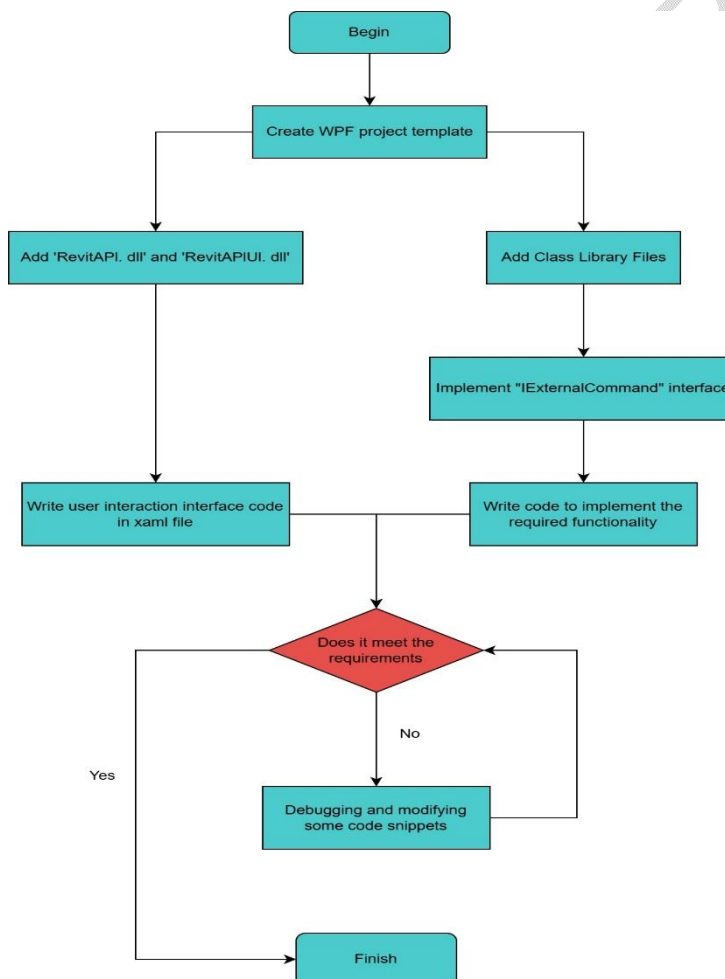 Begin
Create WPF project template
Add 'RevitAPI. dll' and 'RevitAPIUI. dll'
Add Class Library Files
Implement "IExternalCommand" interface
Write user interaction interface code
in xaml file
Write code to implement the
required functionality
Does it meet the
requirements
No
Yes
Debugging and modifying
some code snippets
Finish